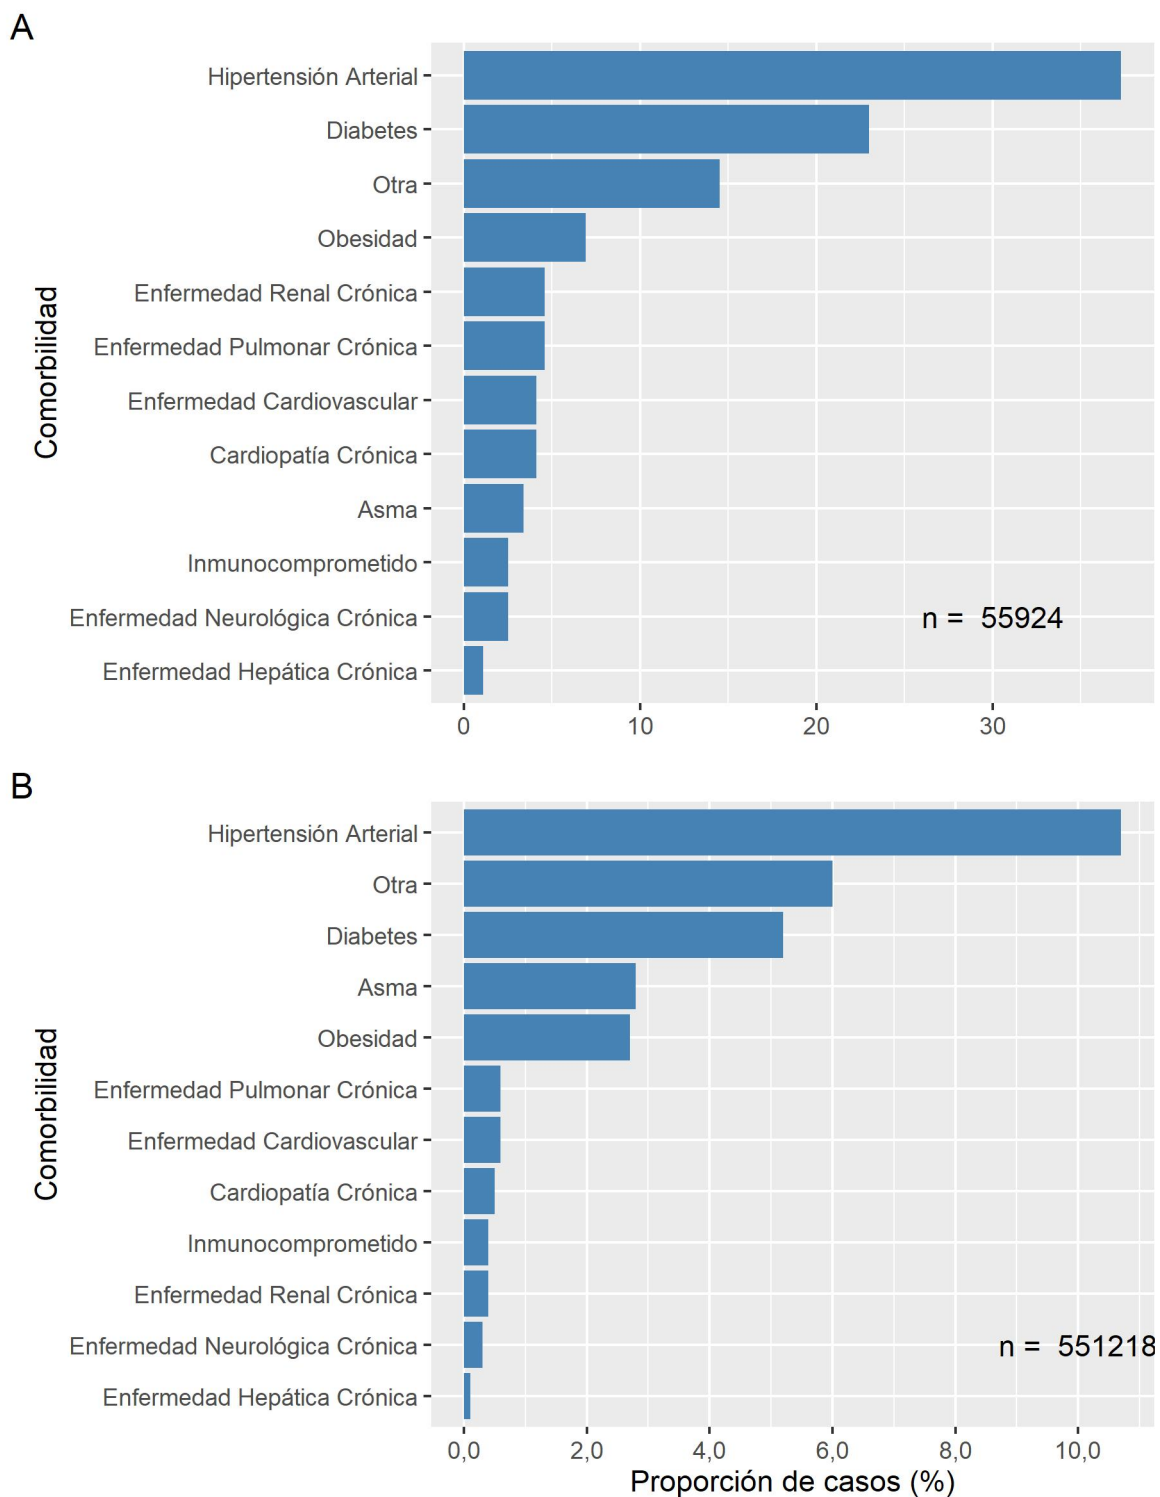 A
Hipertensión Arterial
Diabetes
Otra
Obesidad
Enfermedad Renal Crónica
Enfermedad Pulmonar Crónica
Enfermedad Cardiovascular
Cardiopatía Crónica
Asma
Inmunocomprometido
Enfermedad Neurológica Crónica
Enfermedad Hepática Crónica
Comorbilidad
n = 55924
0 10 20 30
B
Hipertensión Arterial
Otra
Diabetes
Asma
Obesidad
Enfermedad Pulmonar Crónica
Enfermedad Cardiovascular
Cardiopatía Crónica
Inmunocomprometido
Enfermedad Renal Crónica
Enfermedad Neurológica Crónica
Enfermedad Hepática Crónica
Comorbilidad
n = 551218
0,0 2,0 4,0 6,0 8,0 10,0
Proporción de casos (%)